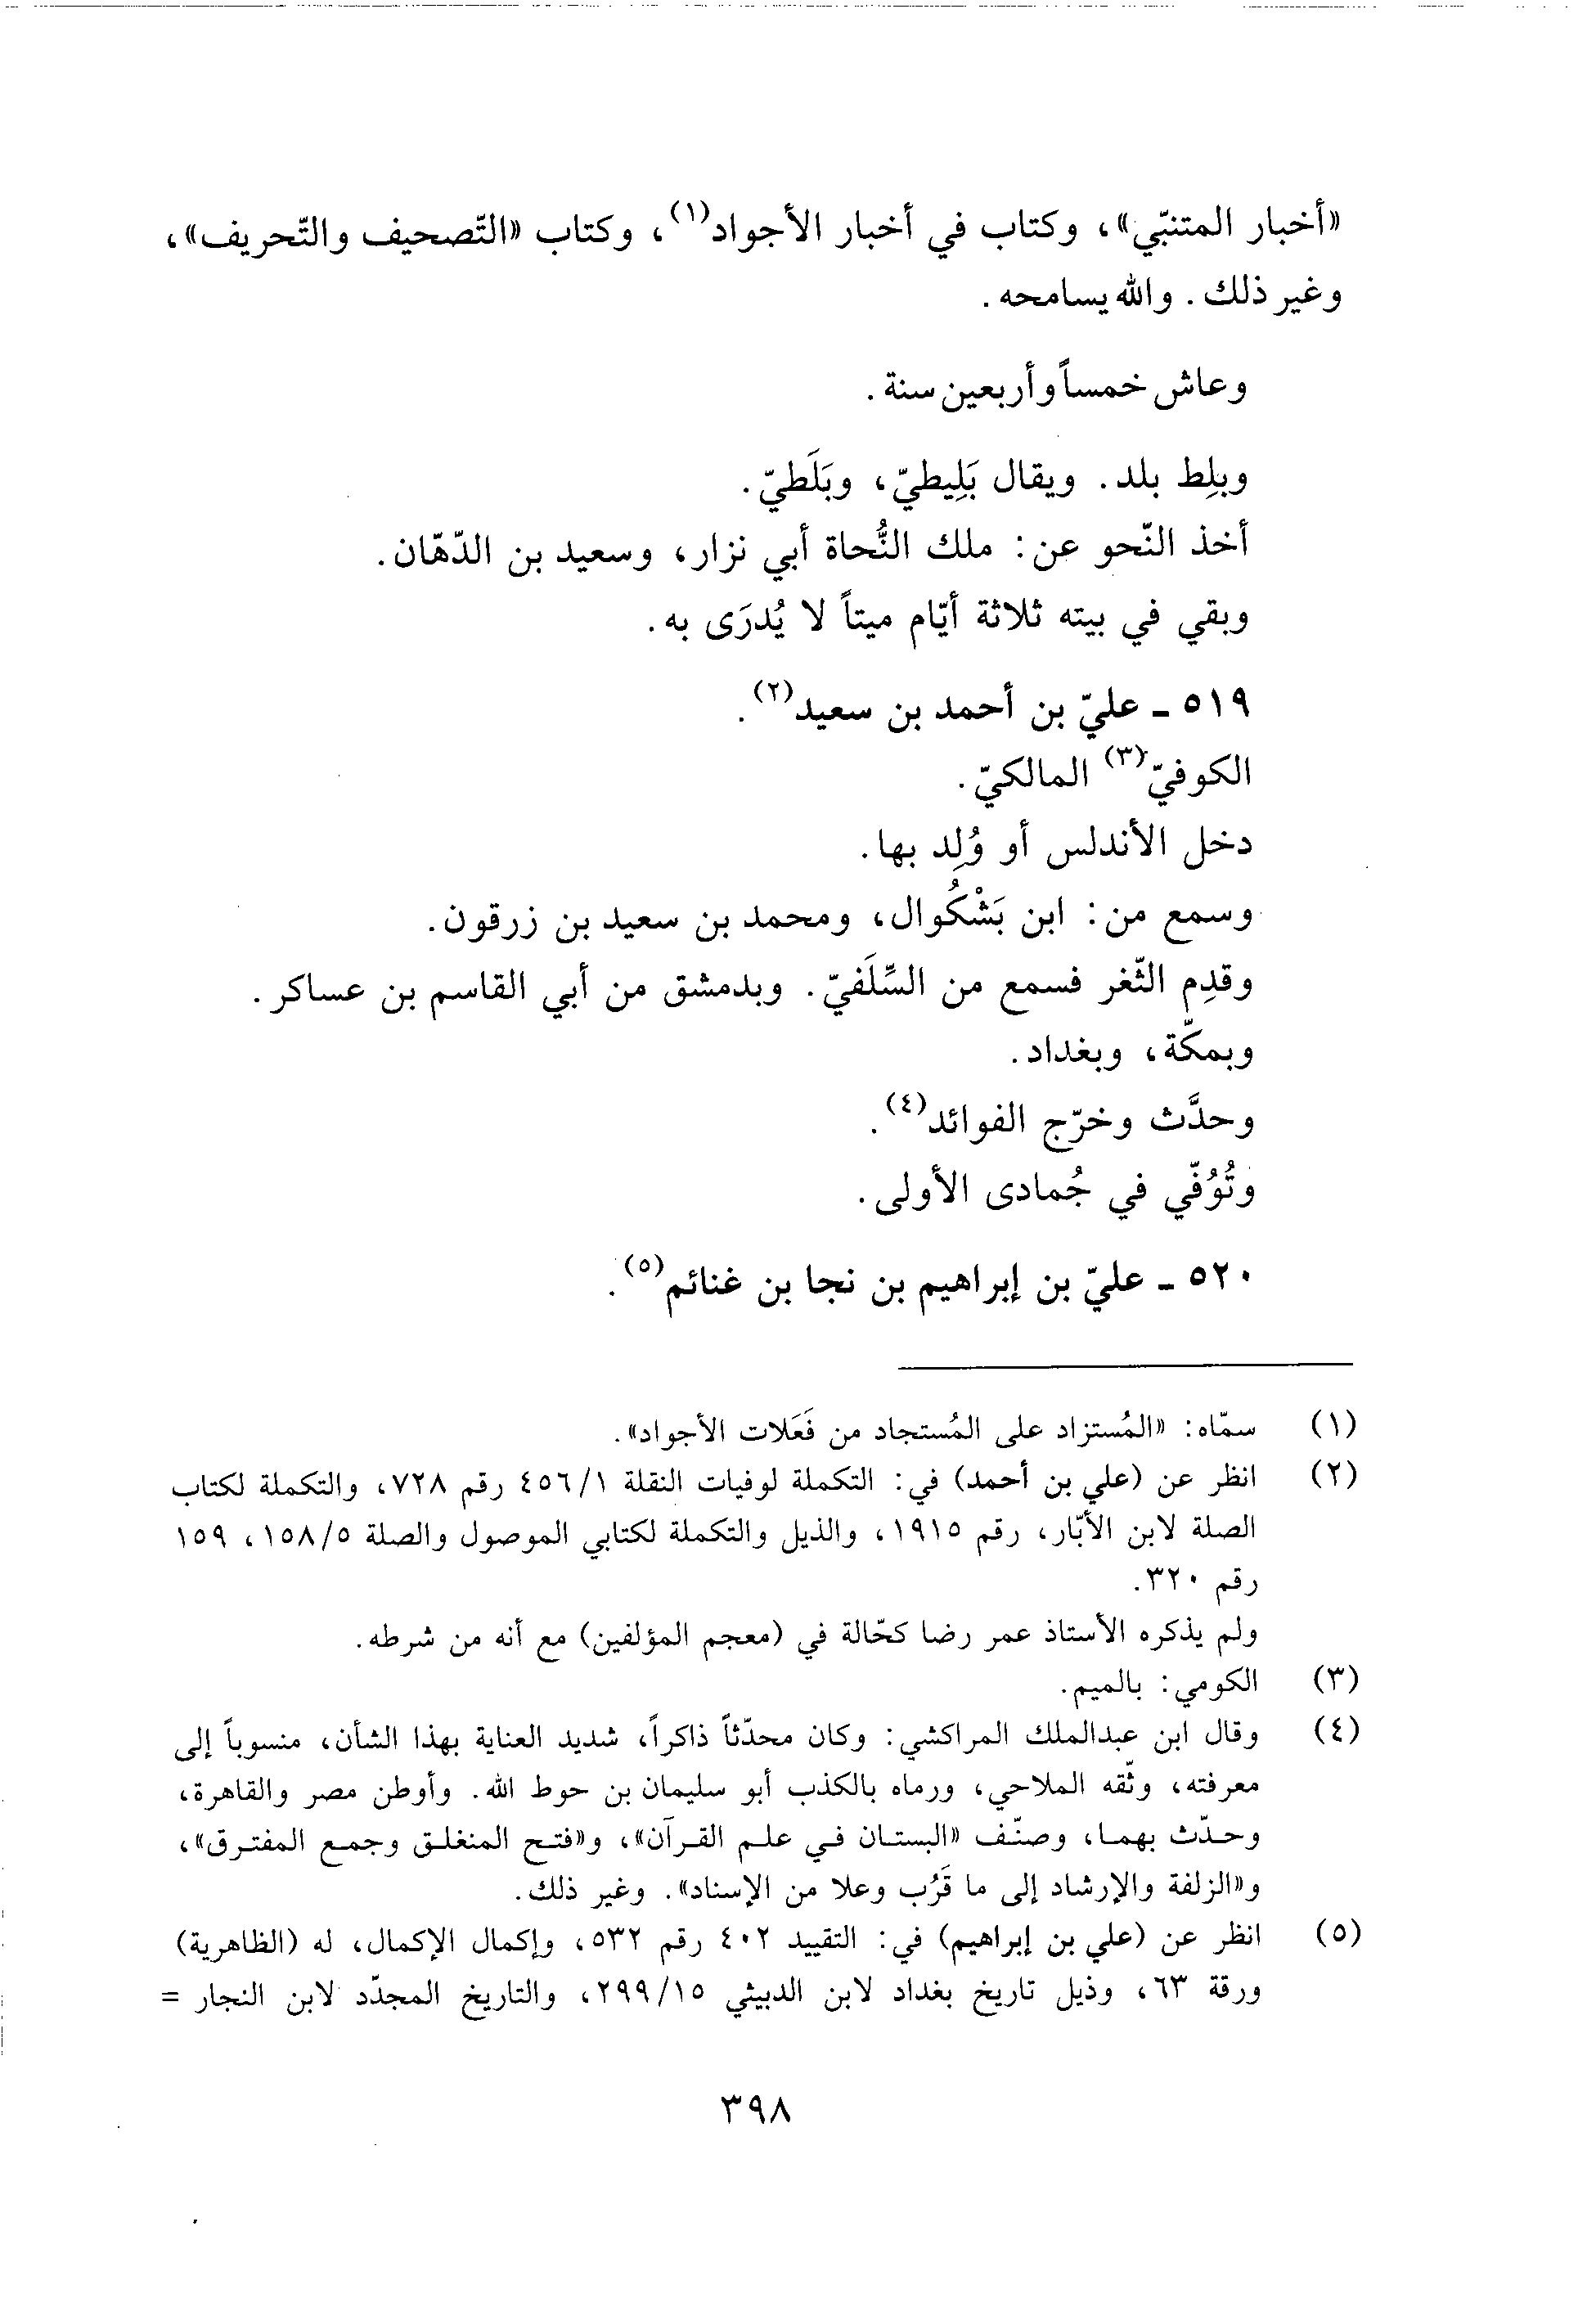 «أخبار المتنبّي»، وكتاب في أخبار الأجواد(١)، وكتاب «التّصحيف والتّحريف»،
وغير ذلك. والله يسامحه.
وعاش خمساً وأربعين سنة.
وبلِط بلد. ويقال بَلِيطيّ، وبَلَطيّ.
أخذ النّحو عن: ملك النُّحاة أبي نزار، وسعيد بن الدّهّان.
وبقي في بيته ثلاثة أيّام ميتاً لا يُدرَى به.
٥١٩ ـ عليّ بن أحمد بن سعيد(٢).
الكوفيّ(٣) المالكيّ.
دخل الأندلس أو وُلِد بها.
وسمع من: ابن بَشْكُوال، ومحمد بن سعيد بن زرقون.
وقدِم الثّغر فسمع من السِّلَفيّ. وبدمشق من أبي القاسم بن عساكر.
وبمكّة، وبغداد.
وحدَّث وخرّج الفوائد(٤).
وتُوُفّي في جُمادى الأولى.
٥٢٠ ـ عليّ بن إبراهيم بن نجا بن غنائم(٥).
(١) سمّاه: «المُستزاد على المُستجاد من فَعَلات الأجواد».
(٢) انظر عن (علي بن أحمد) في: التكملة لوفيات النقلة ٤٥٦/١ رقم ٧٢٨، والتكملة لكتاب
الصلة لابن الأبّار، رقم ١٩١٥، والذيل والتكملة لكتابي الموصول والصلة ١٥٨/٥، ١٥٩
رقم ٣٢٠.
ولم يذكره الأستاذ عمر رضا كحّالة في (معجم المؤلفين) مع أنه من شرطه.
(٣) الكومي: بالميم.
(٤) وقال ابن عبدالملك المراكشي: وكان محدّثاً ذاكراً، شديد العناية بهذا الشأن، منسوباً إلى
معرفته، وثّقه الملاحي، ورماه بالكذب أبو سليمان بن حوط الله. وأوطن مصر والقاهرة،
وحدّث بهما، وصنّف «البستان في علم القرآن»، و«فتح المنغلق وجمع المفترق»،
و«الزلفة والإرشاد إلى ما قَرُب وعلا من الإسناد». وغير ذلك.
(٥) انظر عن (علي بن إبراهيم) في: التقييد ٤٠٢ رقم ٥٣٢، وإكمال الإكمال، له (الظاهرية)
ورقة ٦٣، وذيل تاريخ بغداد لابن الدبيثي ٢٩٩/١٥، والتاريخ المجدّد لابن النجار =
٣٩٨